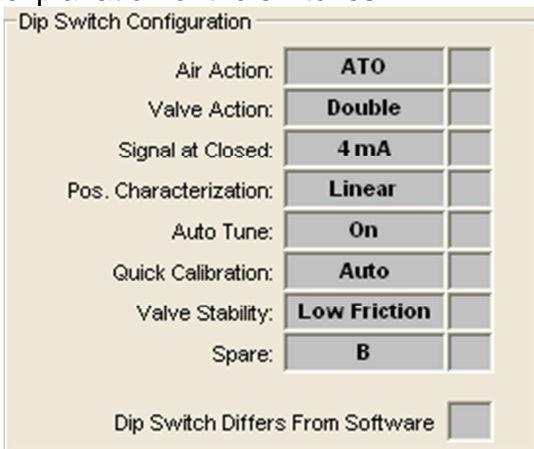 Dip Switch Configuration
Air Action: ATO
Valve Action: Double
Signal at Closed: 4 mA
Pos. Characterization: Linear
Auto Tune: On
Quick Calibration: Auto
Valve Stability: Low Friction
Spare: B
Dip Switch Differs From Software